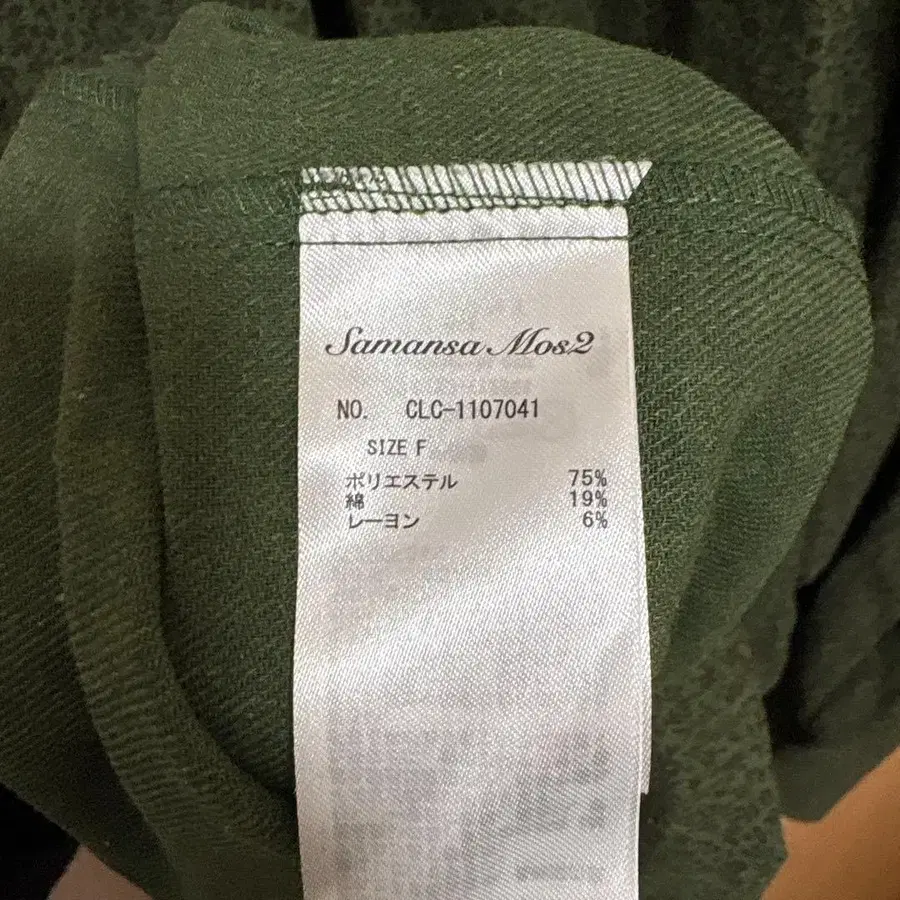 Samansa Mos2
NO. CLC-1107041
SIZE F
ポリエステル 75%
綿 19%
レーヨン 6%